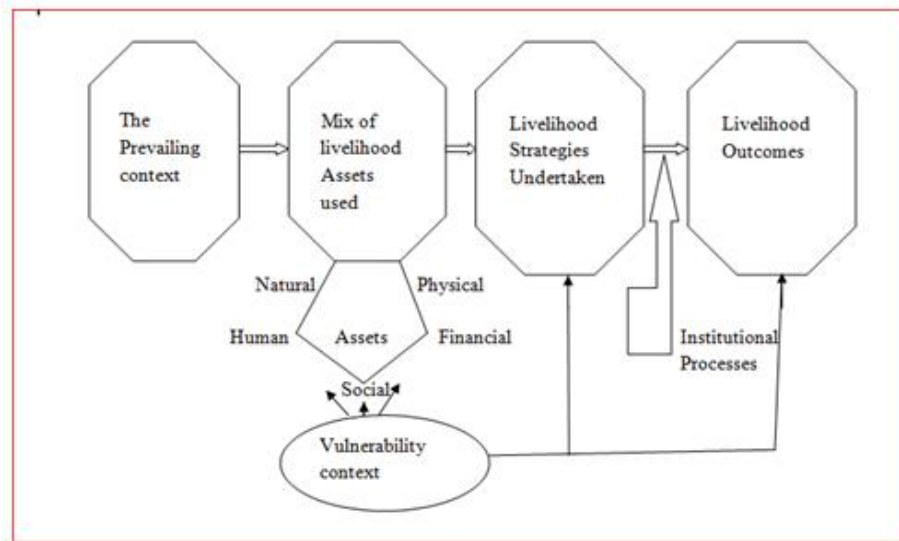 The
Prevailing
context
Mix of
livelihood
Assets
used
Livelihood
Strategies
Undertaken
Livelihood
Outcomes
Natural
Physical
Human
Assets
Financial
Social
Institutional
Processes
Vulnerability
context